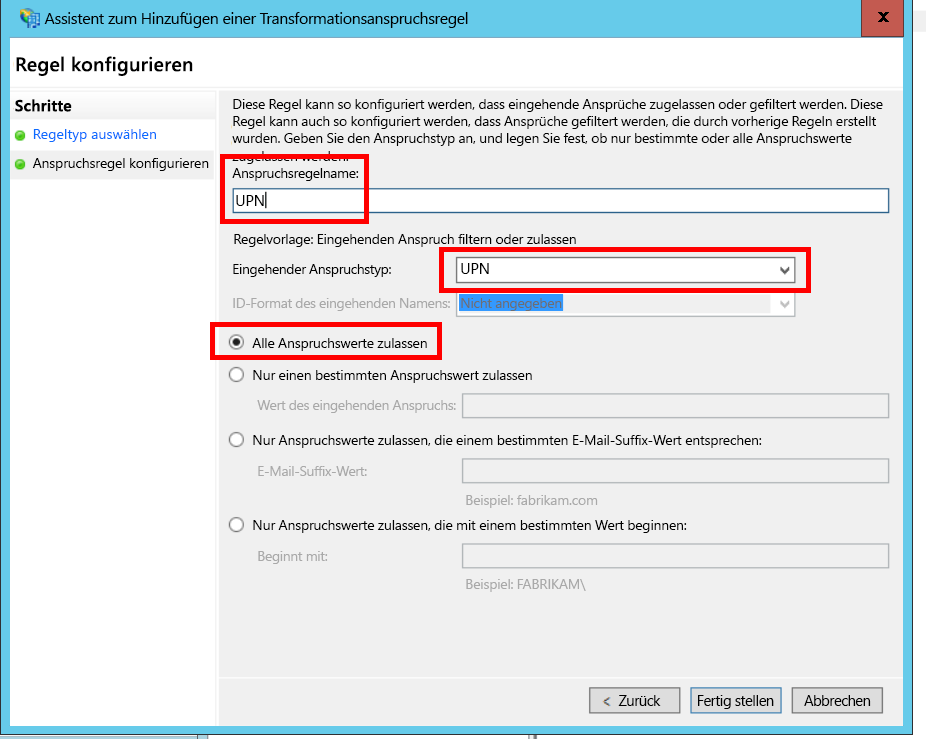 Assistent zum Hinzufügen einer Transformationsanspruchsregel
x
Regel konfigurieren
Schritte
Regeltyp auswählen
Anspruchsregel konfigurieren
Diese Regel kann so konfiguriert werden, dass eingehende Ansprüche zugelassen oder gefiltert werden. Diese
Regel kann auch so konfiguriert werden, dass Ansprüche gefiltert werden, die durch vorherige Regeln erstellt
wurden. Geben Sie den Anspruchstyp an, und legen Sie fest, ob nur bestimmte oder alle Anspruchswerte
zugelassen werden.
Anspruchsregelname:
UPN
Regelvorlage: Eingehenden Anspruch filtern oder zulassen
Eingehender Anspruchstyp:
UPN
ID-Format des eingehenden Namens:
Nicht angegeben
Alle Anspruchswerte zulassen
Nur einen bestimmten Anspruchswert zulassen
Wert des eingehenden Anspruchs:
Nur Anspruchswerte zulassen, die einem bestimmten E-Mail-Suffix-Wert entsprechen:
E-Mail-Suffix-Wert:
Beispiel: fabrikam.com
Nur Anspruchswerte zulassen, die mit einem bestimmten Wert beginnen:
Beginnt mit:
Beispiel: FABRIKAM\
< Zurück
Fertig stellen
Abbrechen